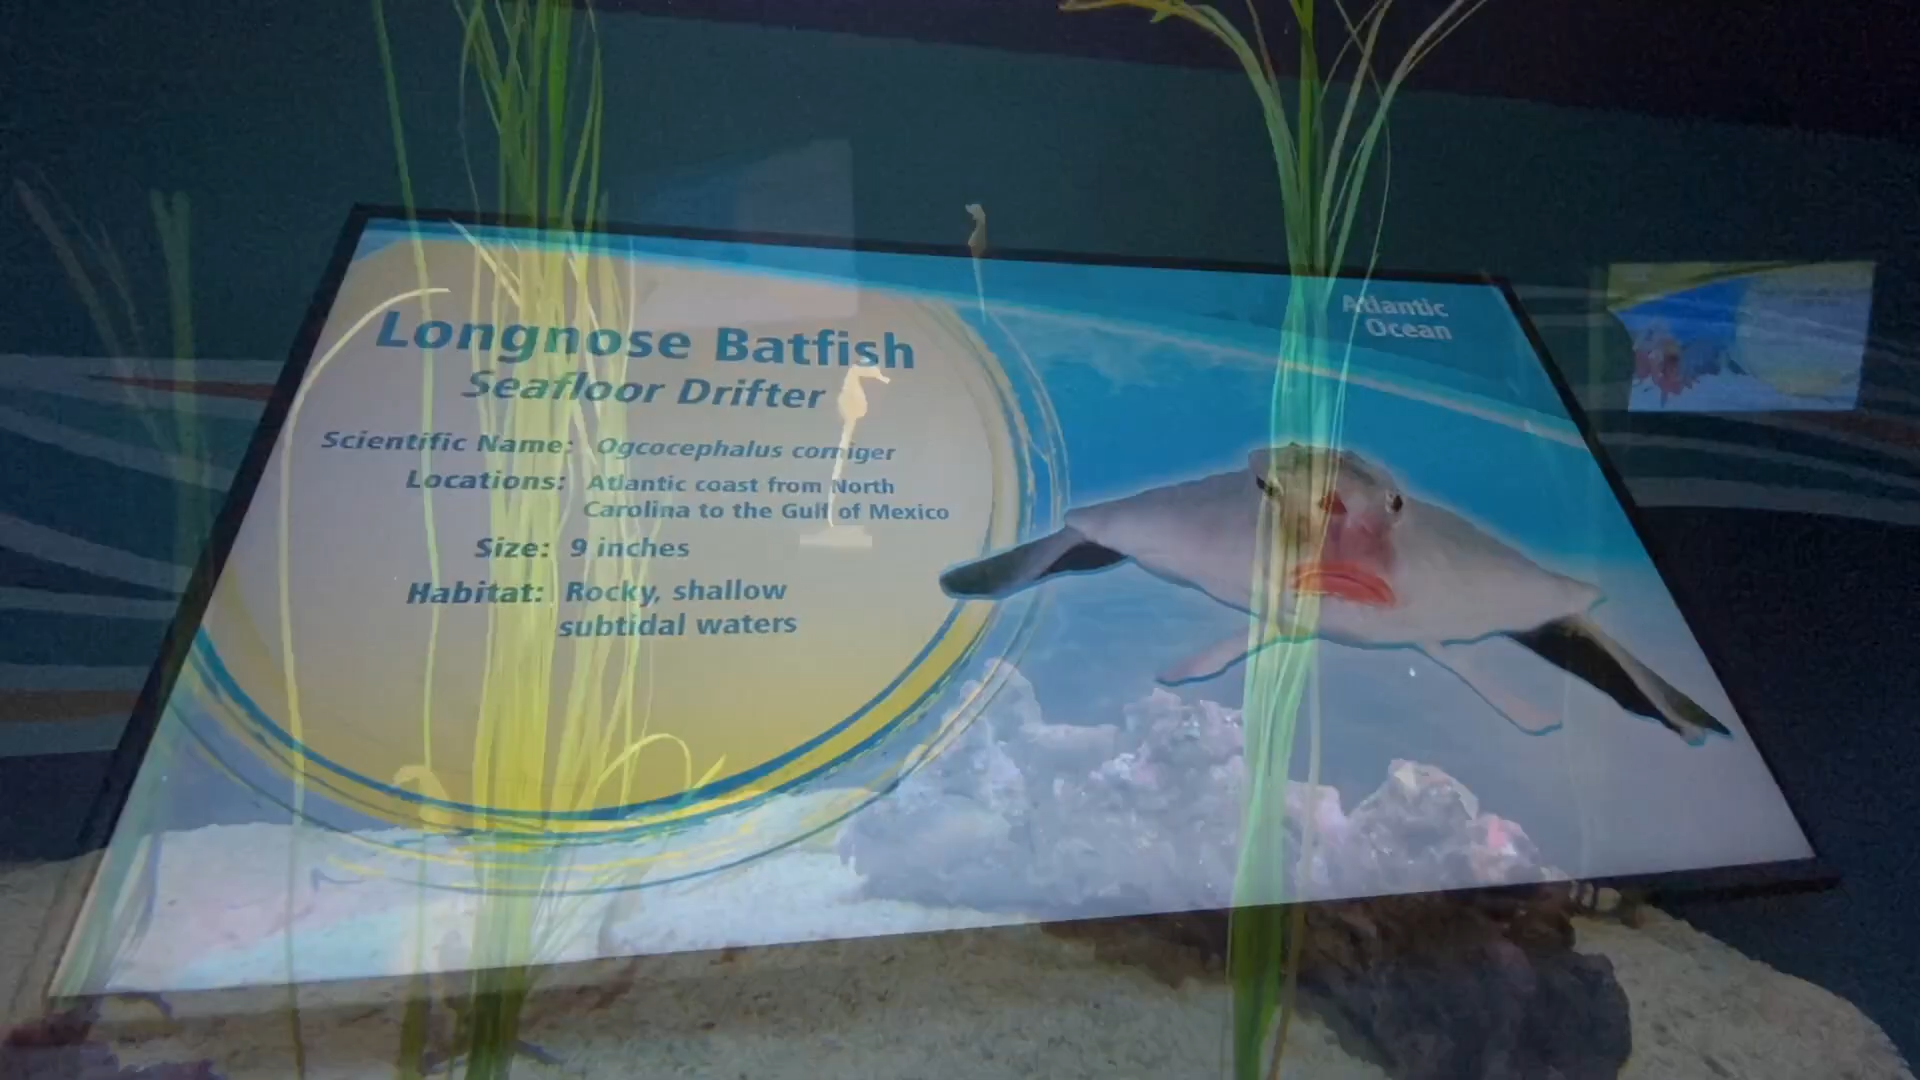 Atlantic
Ocean
Longnose Batfish
Seafloor Drifter
Scientific Name: Ogcocephalus corniger
Locations: Atlantic coast from North
Carolina to the Gulf of Mexico
Size: 9 inches
Habitat: Rocky, shallow
subtidal waters